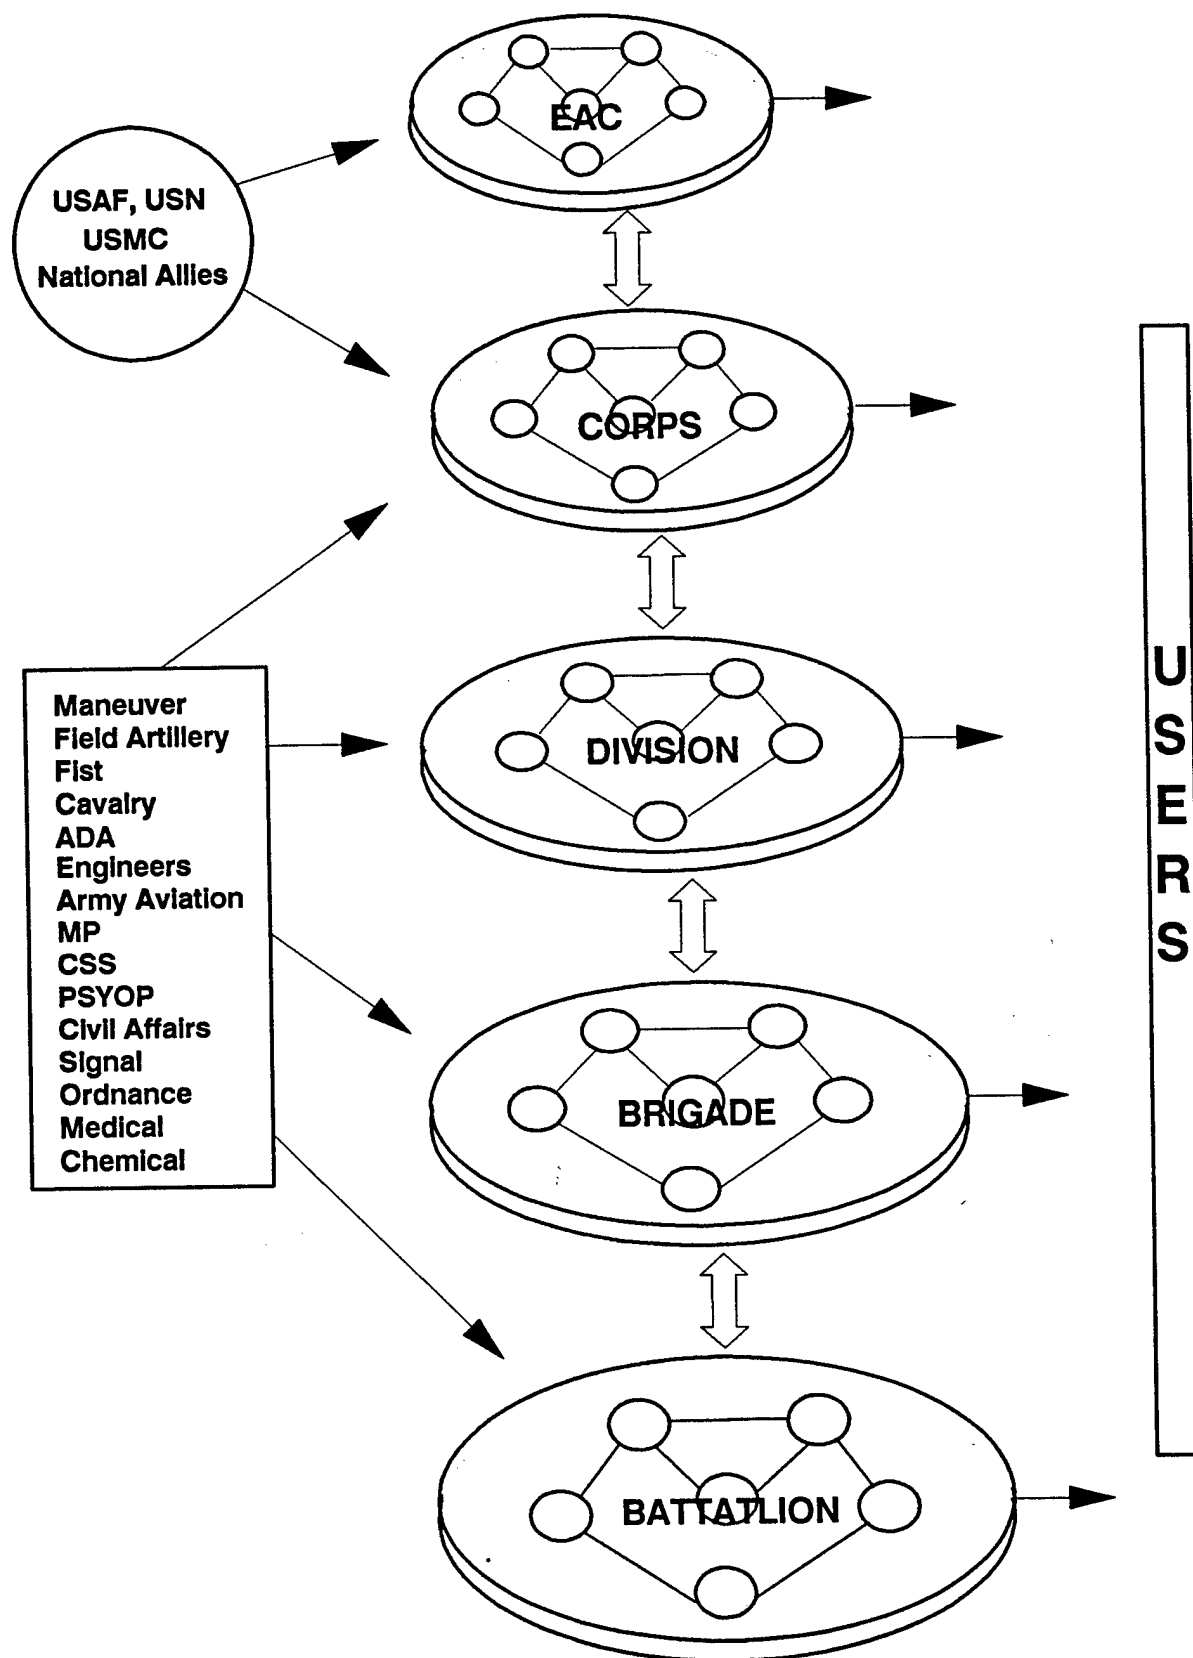 EAC
USAF, USN
USMC
National Allies
CORPS
Maneuver
Field Artillery
Fist
Cavalry
ADA
Engineers
Army Aviation
MP
CSS
PSYOP
Civil Affairs
Signal
Ordnance
Medical
Chemical
DIVISION
BRIGADE
BATTATLION
U
S
E
R
S